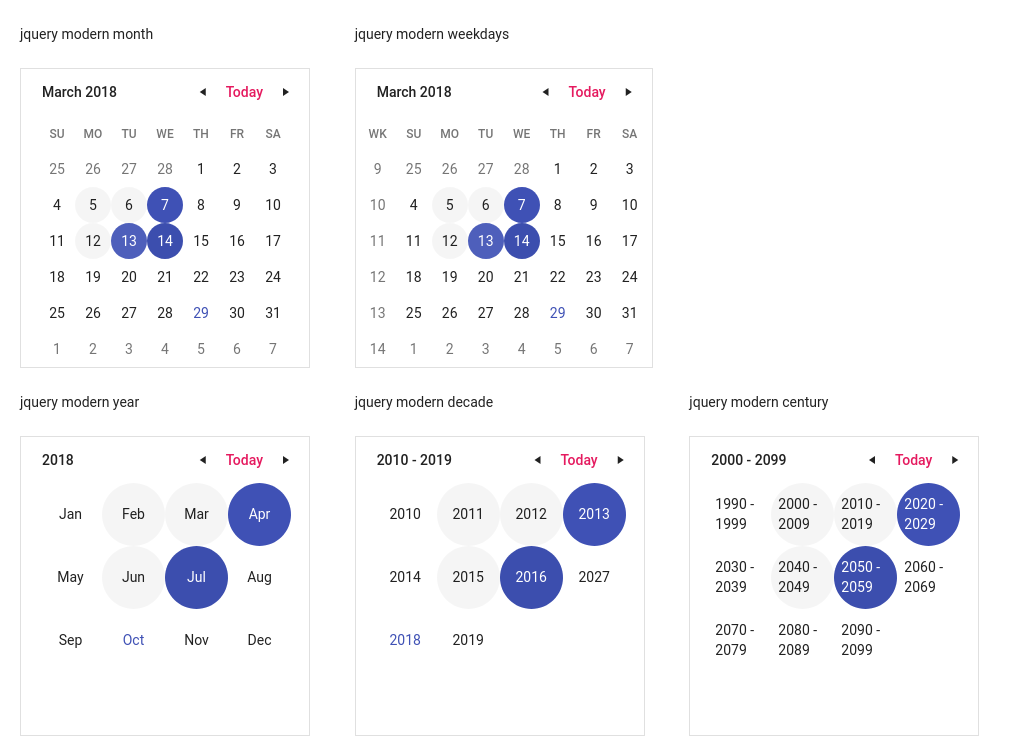 jquery modern month
March 2018 ◀ Today ▶
SU MO TU WE TH FR SA
25 26 27 28 1 2 3
4 5 6 7 8 9 10
11 12 13 14 15 16 17
18 19 20 21 22 23 24
25 26 27 28 29 30 31
1 2 3 4 5 6 7
jquery modern weekdays
March 2018 ◀ Today ▶
WK SU MO TU WE TH FR SA
9 25 26 27 28 1 2 3
10 4 5 6 7 8 9 10
11 11 12 13 14 15 16 17
12 18 19 20 21 22 23 24
13 25 26 27 28 29 30 31
14 1 2 3 4 5 6 7
jquery modern year
2018 ◀ Today ▶
Jan Feb Mar Apr
May Jun Jul Aug
Sep Oct Nov Dec
jquery modern decade
2010 - 2019 ◀ Today ▶
2010 2011 2012 2013
2014 2015 2016 2027
2018 2019
jquery modern century
2000 - 2099 ◀ Today ▶
1990 - 2000 - 2010 - 2020 -
1999 2009 2019 2029
2030 - 2040 - 2050 - 2060 -
2039 2049 2059 2069
2070 - 2080 - 2090 -
2079 2089 2099